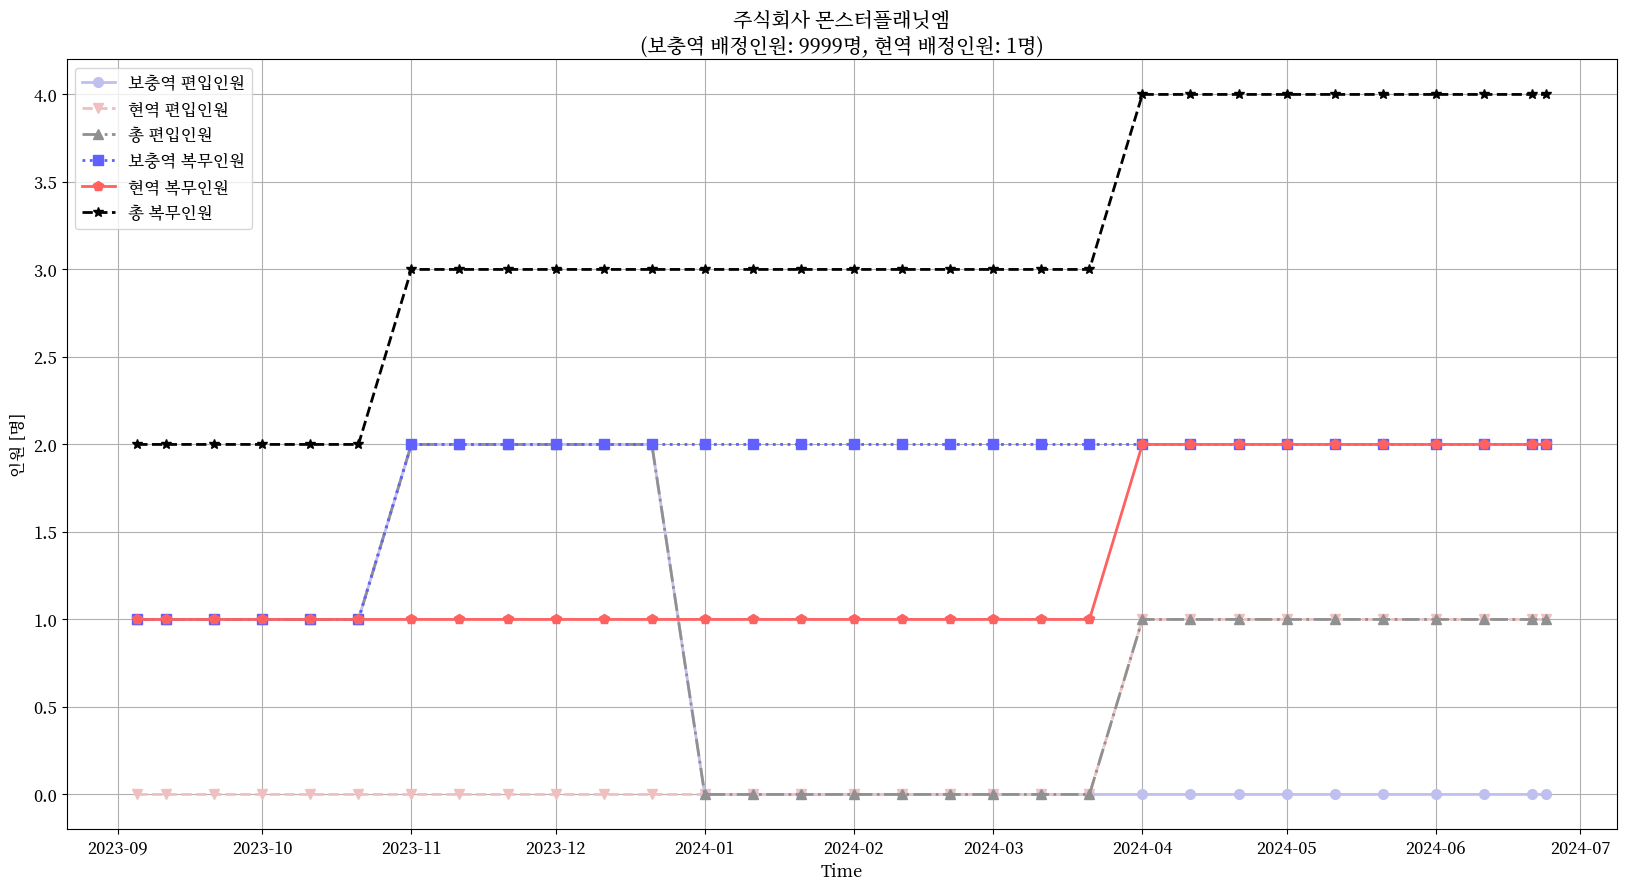 주식회사 몬스터플래닛엠
(보충역 배정인원: 9999명, 현역 배정인원: 1명)
보충역 편입인원
현역 편입인원
총 편입인원
보충역 복무인원
현역 복무인원
총 복무인원
4.0
3.5
3.0
2.5
2.0
1.5
1.0
0.5
0.0
인원 [명]
2023-09 2023-10 2023-11 2023-12 2024-01 2024-02 2024-03 2024-04 2024-05 2024-06 2024-07
Time